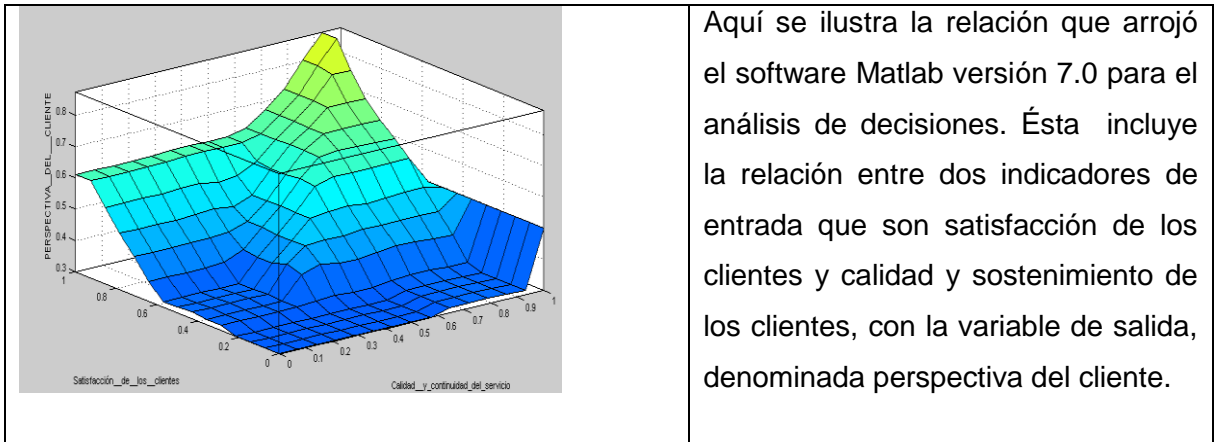 PERSPECTIVA__DEL___CLIENTE
0.8
0.7
0.6
0.5
0.4
0.3
1
0.8
0.6
0.4
0.2
0
0
0.1
0.2
0.3
0.4
0.5
0.6
0.7
0.8
0.9
1
Satisfacción__de__los__clientes
Calidad__y_continuidad_del_servicio
Aquí se ilustra la relación que arrojó
el software Matlab versión 7.0 para el
análisis de decisiones. Ésta incluye
la relación entre dos indicadores de
entrada que son satisfacción de los
clientes y calidad y sostenimiento de
los clientes, con la variable de salida,
denominada perspectiva del cliente.